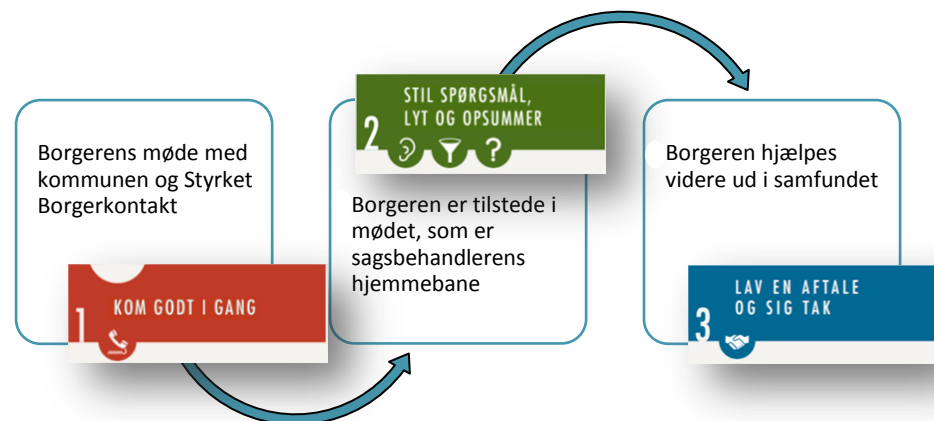 Borgerens møde med
kommunen og Styrket
Borgerkontakt
1 KOM GODT I GANG
2 STIL SPØRGSMÅL,
LYT OG OPSUMMER
?
Borgeren er tilstede i
mødet, som er
sagsbehandlerens
hjemmebane
Borgeren hjælpes
videre ud i samfundet
3 LAV EN AFTALE
OG SIG TAK